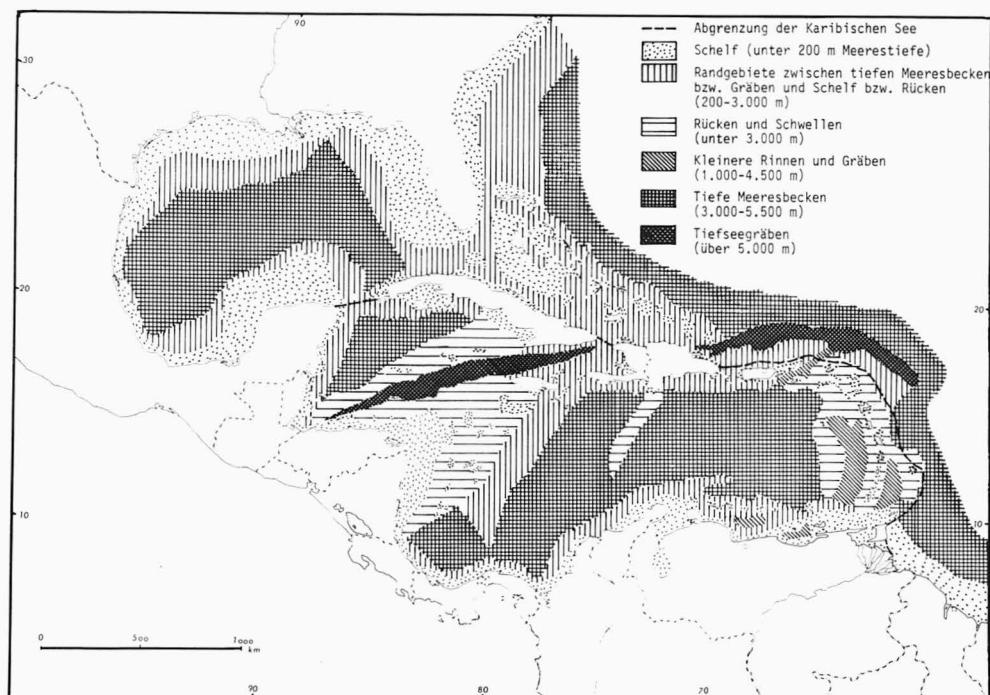 90
30
20
10
20
10
90
80
70
Abgrenzung der Karibischen See
Schelf (unter 200 m Meerestiefe)
Randgebiete zwischen tiefen Meeresbecken
bzw. Gräben und Schelf bzw. Rücken
(200-3.000 m)
Rücken und Schwellen
(unter 3.000 m)
Kleinere Rinnen und Gräben
(1.000-4.500 m)
Tiefe Meeresbecken
(3.000-5.500 m)
Tiefseegräben
(über 5.000 m)
0 500 1000
km